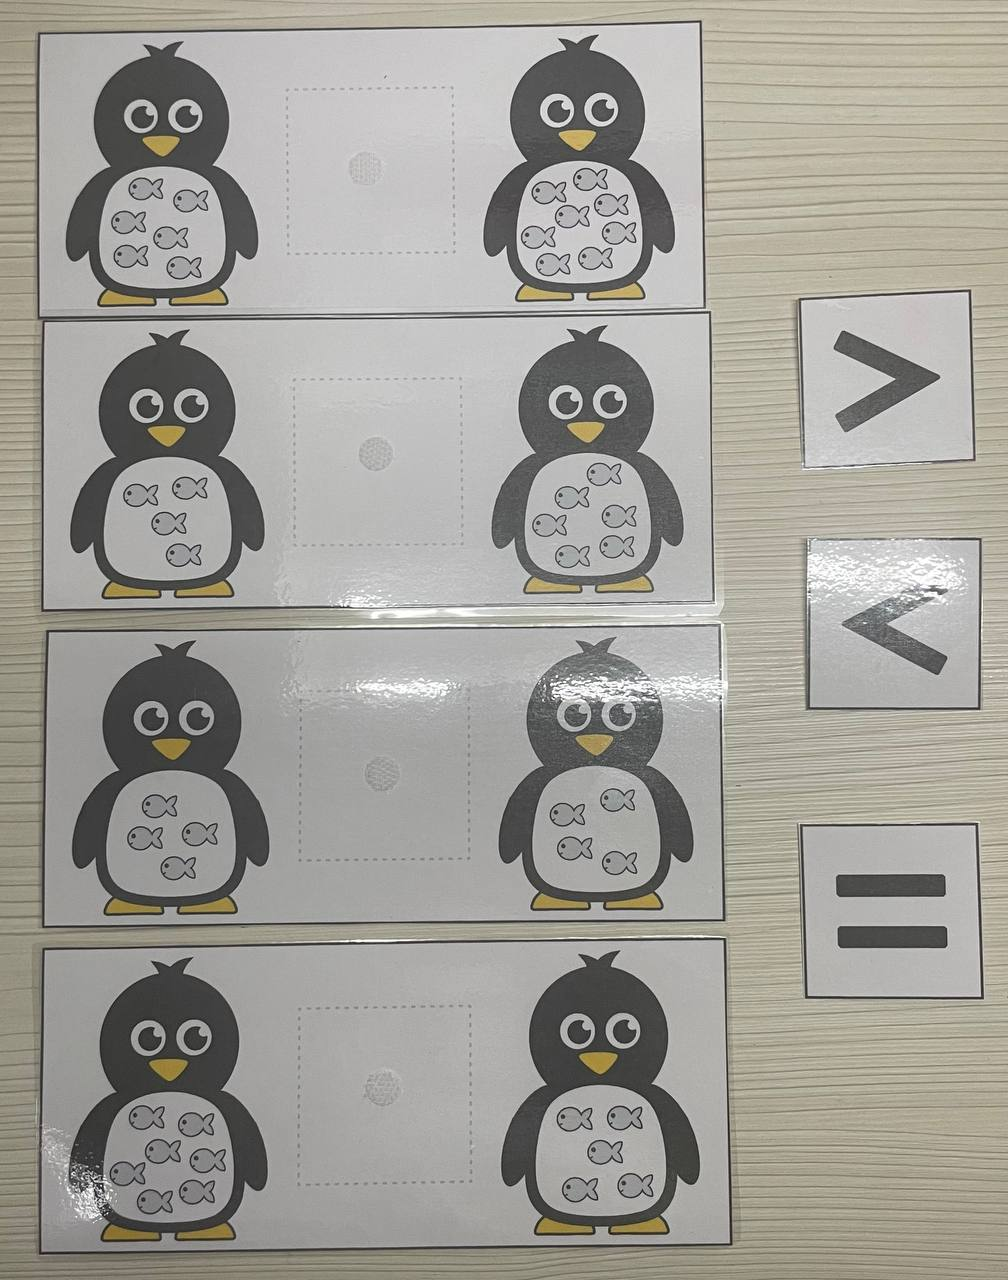 >
<
=